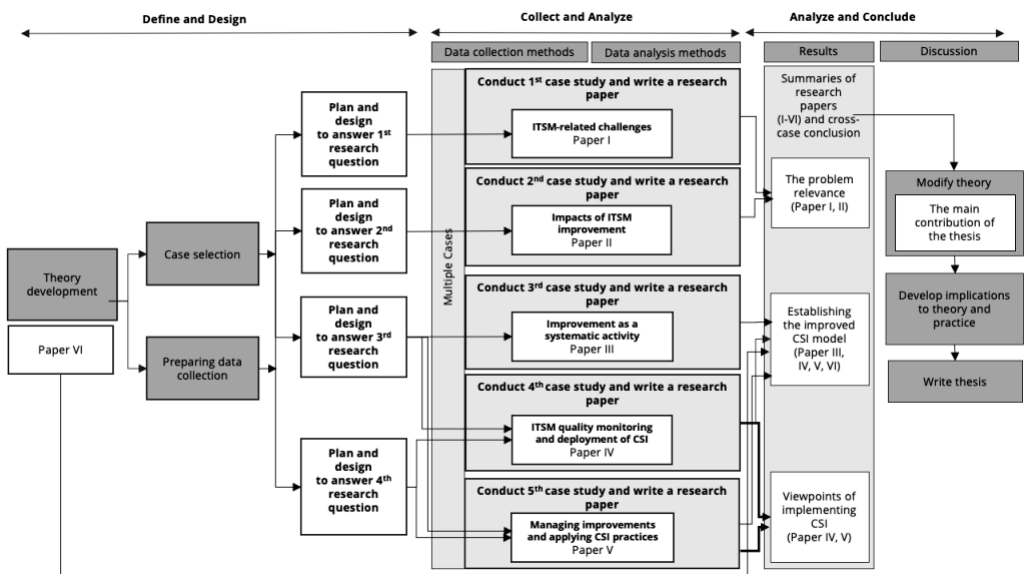 Define and Design
Collect and Analyze
Analyze and Conclude
Data collection methods
Data analysis methods
Results
Discussion
Theory
development
Paper VI
Case selection
Preparing data
collection
Plan and
design
to answer 1st
research
question
Plan and
design
to answer 2nd
research
question
Plan and
design
to answer 3rd
research
question
Plan and
design
to answer 4th
research
question
Multiple Cases
Conduct 1st case study and write a research
paper
ITSM-related challenges
Paper I
Conduct 2nd case study and write a research
paper
Impacts of ITSM
improvement
Paper II
Conduct 3rd case study and write a research
paper
Improvement as a
systematic activity
Paper III
Conduct 4th case study and write a research
paper
ITSM quality monitoring
and deployment of CSI
Paper IV
Conduct 5th case study and write a research
paper
Managing improvements
and applying CSI practices
Paper V
Summaries of
research
papers
(I-VI) and cross-
case conclusion
The problem
relevance
(Paper I, II)
Establishing
the improved
CSI model
(Paper III,
IV, V, VI)
Viewpoints of
implementing
CSI
(Paper IV, V)
Modify theory
The main
contribution of
the thesis
Develop implications
to theory and
practice
Write thesis